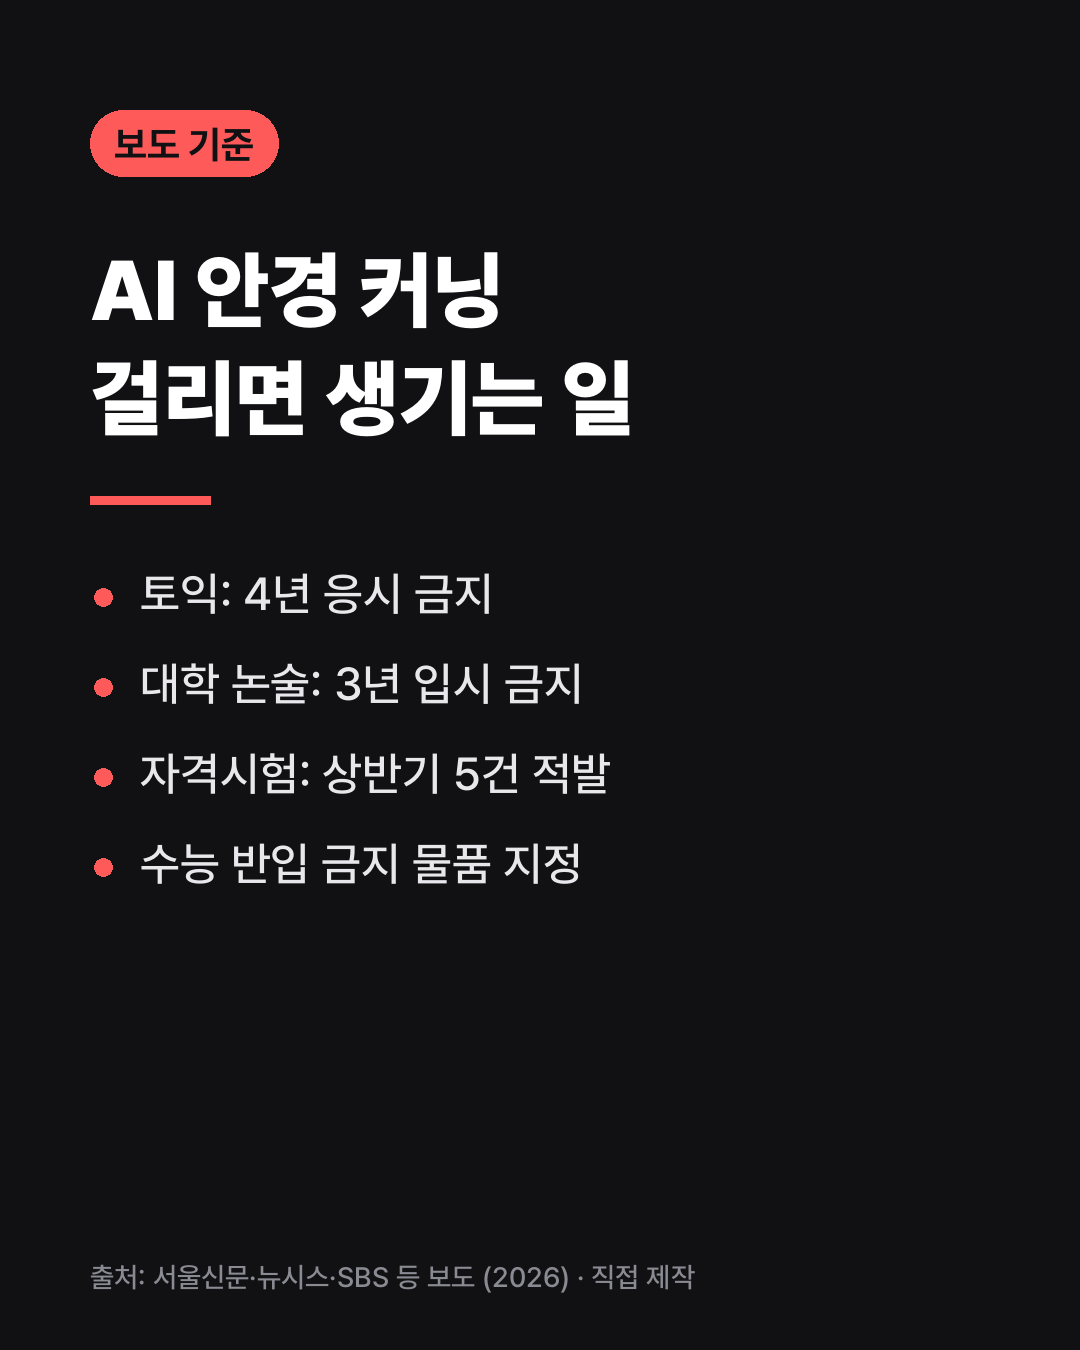 보도 기준
AI 안경 커닝
걸리면 생기는 일
토익: 4년 응시 금지
대학 논술: 3년 입시 금지
자격시험: 상반기 5건 적발
수능 반입 금지 물품 지정
출처: 서울신문·뉴시스·SBS 등 보도 (2026) · 직접 제작